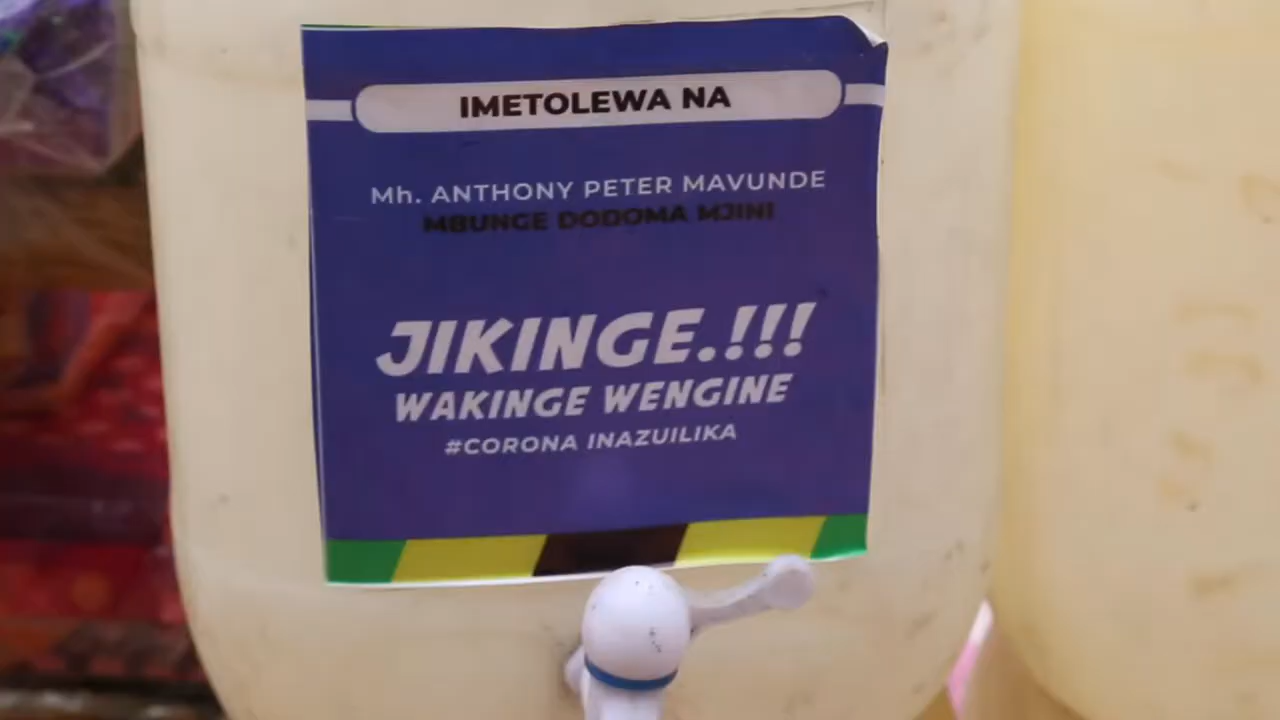 IMETOLEWA NA
Mh. ANTHONY PETER MAVUNDE
MBUNGE DODOMA MJINI
JIKINGE.!!!
WAKINGE WENGINE
#CORONA INAZUILIKA